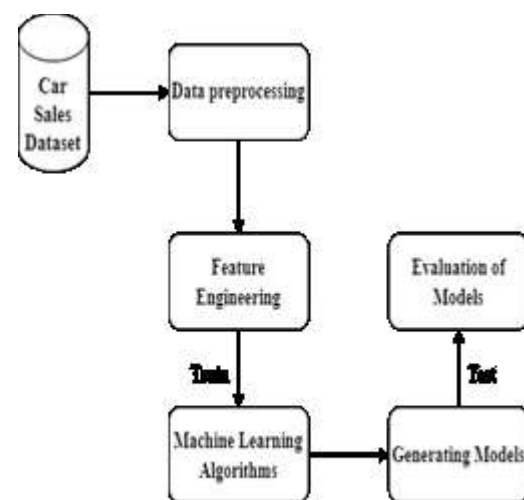 Car
Sales
Dataset
Data preprocessing
Feature
Engineering
Evaluation of
Models
Train
Test
Machine Learning
Algorithms
Generating Models